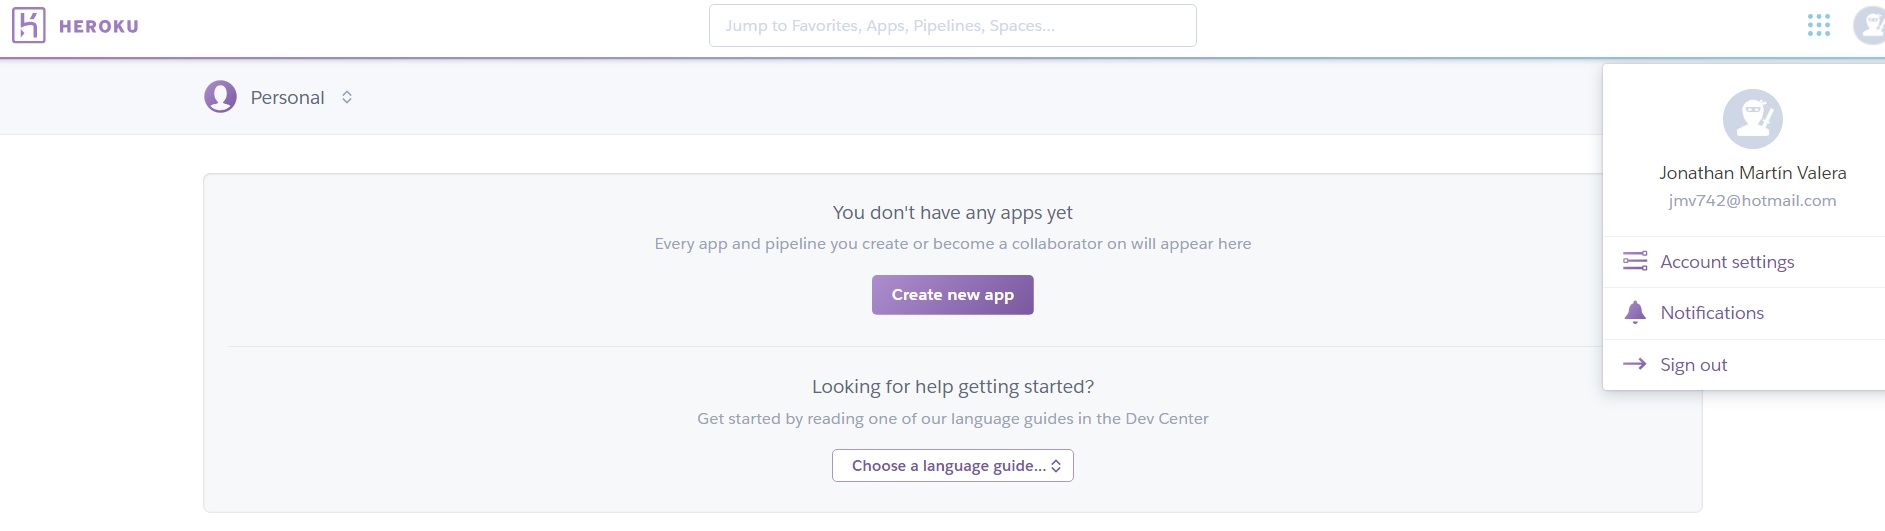 HEROKU
Jump to Favorites, Apps, Pipelines, Spaces...
Personal
Jonathan Martín Valera
jmv742@hotmail.com
Account settings
Notifications
Sign out
You don't have any apps yet
Every app and pipeline you create or become a collaborator on will appear here
Create new app
Looking for help getting started?
Get started by reading one of our language guides in the Dev Center
Choose a language guide...